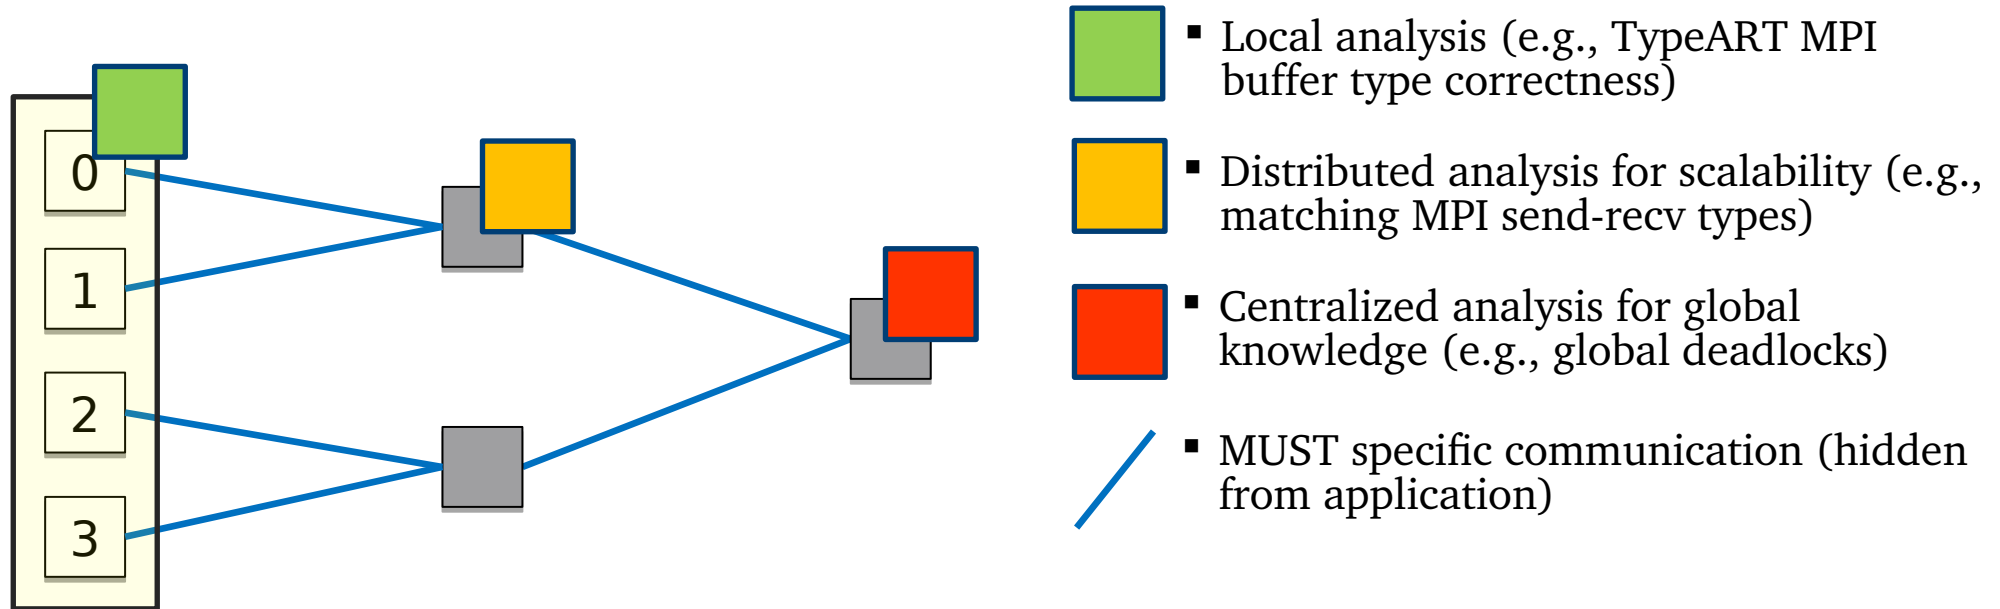 0
1
2
3
▪ Local analysis (e.g., TypeART MPI
buffer type correctness)
▪ Distributed analysis for scalability (e.g.,
matching MPI send-recv types)
▪ Centralized analysis for global
knowledge (e.g., global deadlocks)
▪ MUST specific communication (hidden
from application)